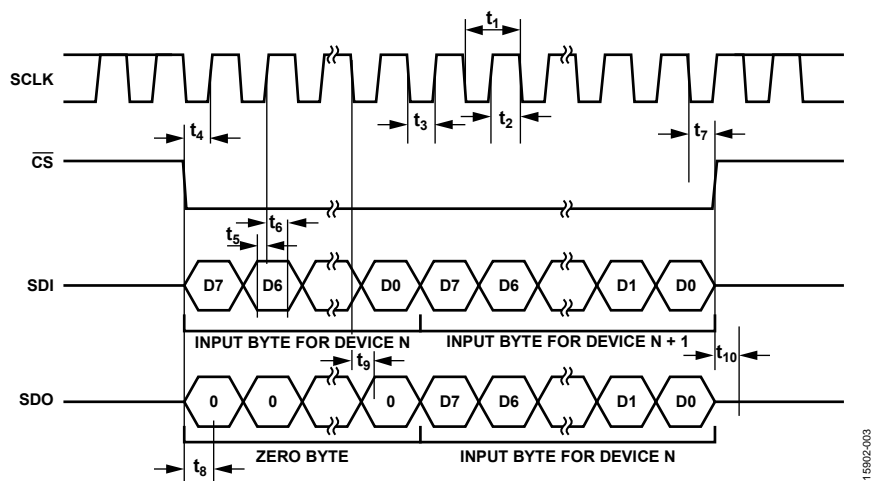 t1
SCLK
t4
t3
t2
t7
CS
t6
t5
SDI
D7
D6
D0
D7
D6
D1
D0
INPUT BYTE FOR DEVICE N
INPUT BYTE FOR DEVICE N + 1
t10
t9
SDO
0
0
0
D7
D6
D1
D0
ZERO BYTE
INPUT BYTE FOR DEVICE N
t8
15902-003